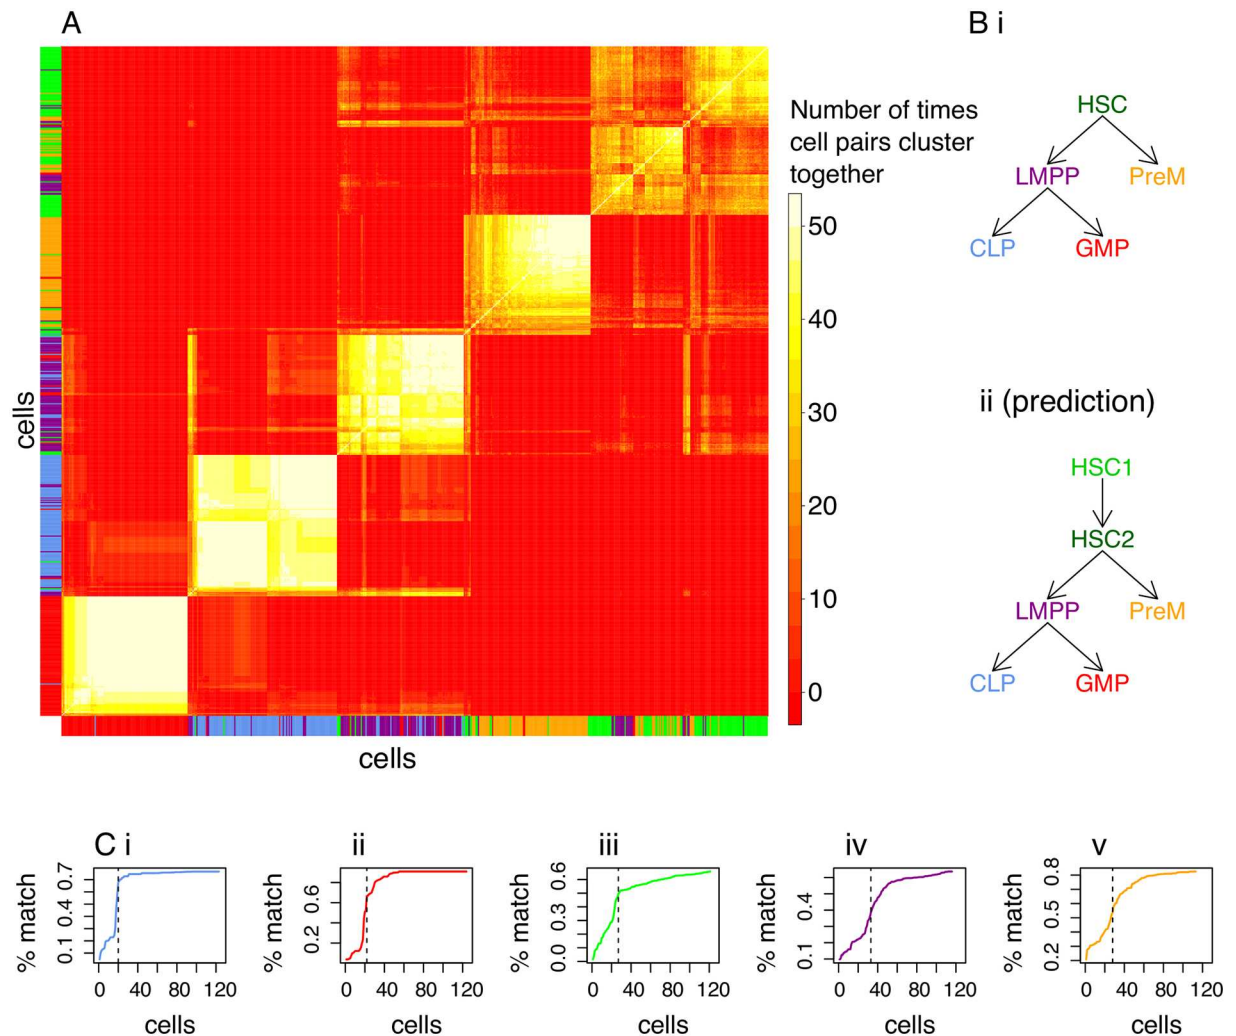 A
B i
Number of times
cell pairs cluster
together
50
40
30
20
10
0
cells
cells
HSC
LMPP PreM
CLP GMP
ii (prediction)
HSC1
HSC2
LMPP PreM
CLP GMP
C i
% match
0.1 0.4 0.7
0 40 80 120
cells
ii
% match
0.2 0.6
0 40 80 120
cells
iii
% match
0.0 0.3 0.6
0 40 80 120
cells
iv
% match
0.1 0.4
0 40 80 120
cells
v
% match
0.2 0.5 0.8
0 40 80 120
cells